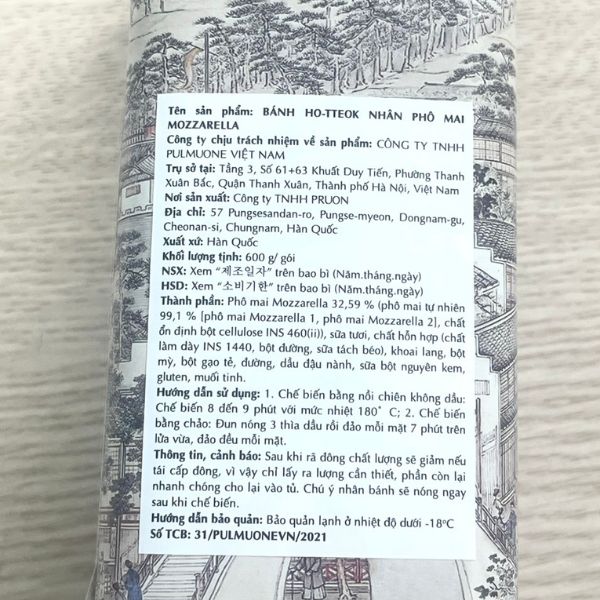 Tên sản phẩm: BÁNH HO-TTEOK NHÂN PHÔ MAI
MOZZARELLA
Công ty chịu trách nhiệm về sản phẩm: CÔNG TY TNHH
PULMUONE VIỆT NAM
Trụ sở tại: Tầng 3, Số 61+63 Khuất Duy Tiến, Phường Thanh
Xuân Bắc, Quận Thanh Xuân, Thành phố Hà Nội, Việt Nam
Nơi sản xuất: Công ty TNHH PRUON
Địa chỉ: 57 Pungsesandan-ro, Pungse-myeon, Dongnam-gu,
Cheonan-si, Chungnam, Hàn Quốc
Xuất xứ: Hàn Quốc
Khối lượng tịnh: 600 g/ gói
NSX: Xem “제조일자” trên bao bì (Năm.tháng.ngày)
HSD: Xem “소비기한” trên bao bì (Năm.tháng.ngày)
Thành phần: Phô mai Mozzarella 32,59 % (phô mai tự nhiên
99,1 % [phô mai Mozzarella 1, phô mai Mozzarella 2], chất
ổn định bột cellulose INS 460(ii)), sữa tươi, chất hỗn hợp (chất
làm dày INS 1440, bột đường, sữa tách béo), khoai lang, bột
mỳ, bột gạo tẻ, đường, dầu đậu nành, sữa bột nguyên kem,
gluten, muối tinh.
Hướng dẫn sử dụng: 1. Chế biến bằng nồi chiên không dầu:
Chế biến 8 đến 9 phút với mức nhiệt 180° C; 2. Chế biến
bằng chảo: Đun nóng 3 thìa dầu rồi đảo mỗi mặt 7 phút trên
lửa vừa, đảo đều mỗi mặt.
Thông tin, cảnh báo: Sau khi rã đông chất lượng sẽ giảm nếu
tái cấp đông, vì vậy chỉ lấy ra lượng cần thiết, phần còn lại
nhanh chóng cho lại vào tủ. Chú ý nhân bánh sẽ nóng ngay
sau khi chế biến.
Hướng dẫn bảo quản: Bảo quản lạnh ở nhiệt độ dưới -18°C
Số TCB: 31/PULMUONEVN/2021